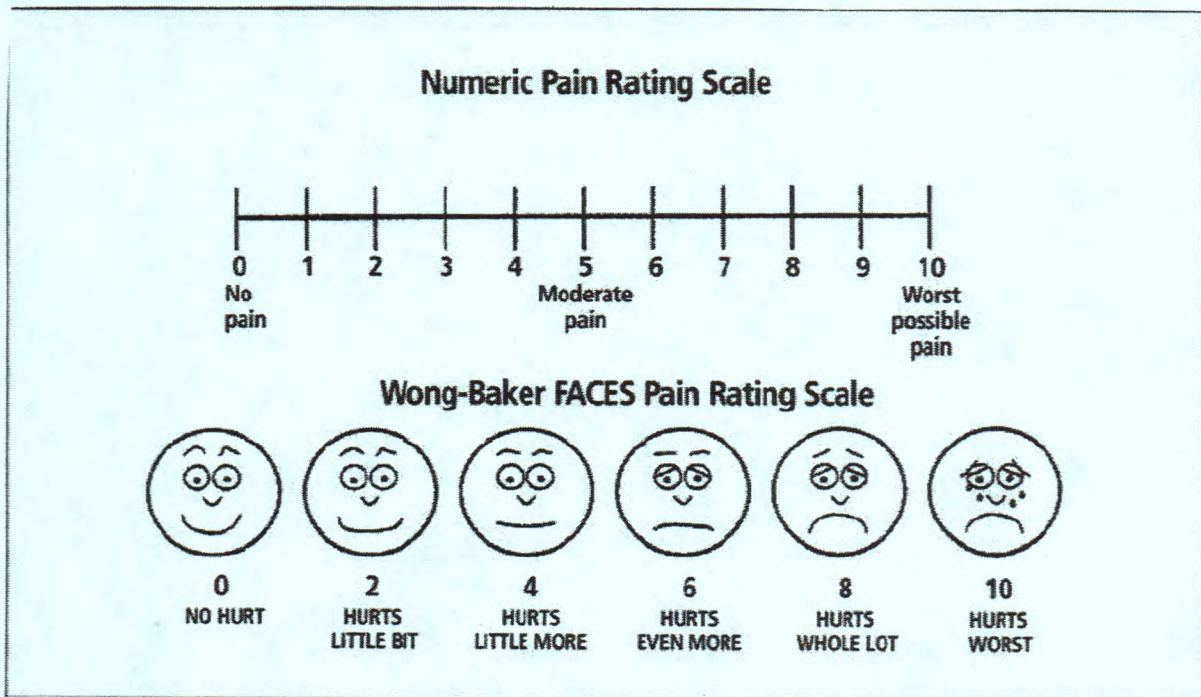 Numeric Pain Rating Scale
0 1 2 3 4 5 6 7 8 9 10
No pain
Moderate pain
Worst possible pain
Wong-Baker FACES Pain Rating Scale
0 2 4 6 8 10
NO HURT
HURTS LITTLE BIT
HURTS LITTLE MORE
HURTS EVEN MORE
HURTS WHOLE LOT
HURTS WORST